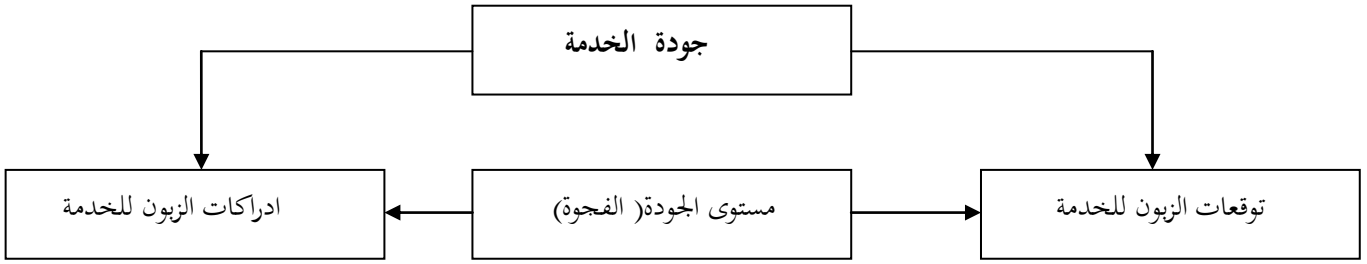 جودة الخدمة
توقعات الزبون للخدمة
مستوى الجودة( الفجوة)
ادراكات الزبون للخدمة